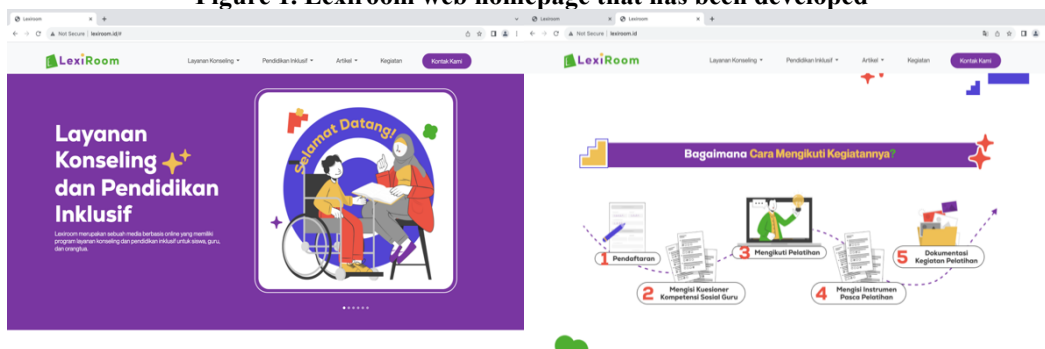 Figure 1. Lexiroom web homepage that has been developed
Lexiroom
Not Secure | lexiroom.id/#
LexiRoom
Layanan Konseling
Pendidikan Inklusif
Artikel
Kegiatan
Kontak Kami
Layanan
Konseling
dan Pendidikan
Inklusif
Lexiroom merupakan sebuah media berbasis online yang memiliki
program layanan konseling dan pendidikan inklusif untuk siswa, guru,
dan orangtua.
Selamat Datang!
Lexiroom
Lexiroom
Not Secure | lexiroom.id
LexiRoom
Layanan Konseling
Pendidikan Inklusif
Artikel
Kegiatan
Kontak Kami
Bagaimana Cara Mengikuti Kegiatannya?
1 Pendaftaran
2 Mengisi Kuesioner
Kompetensi Sosial Guru
3 Mengikuti Pelatihan
4 Mengisi Instrumen
Pasca Pelatihan
5 Dokumentasi
Kegiatan Pelatihan